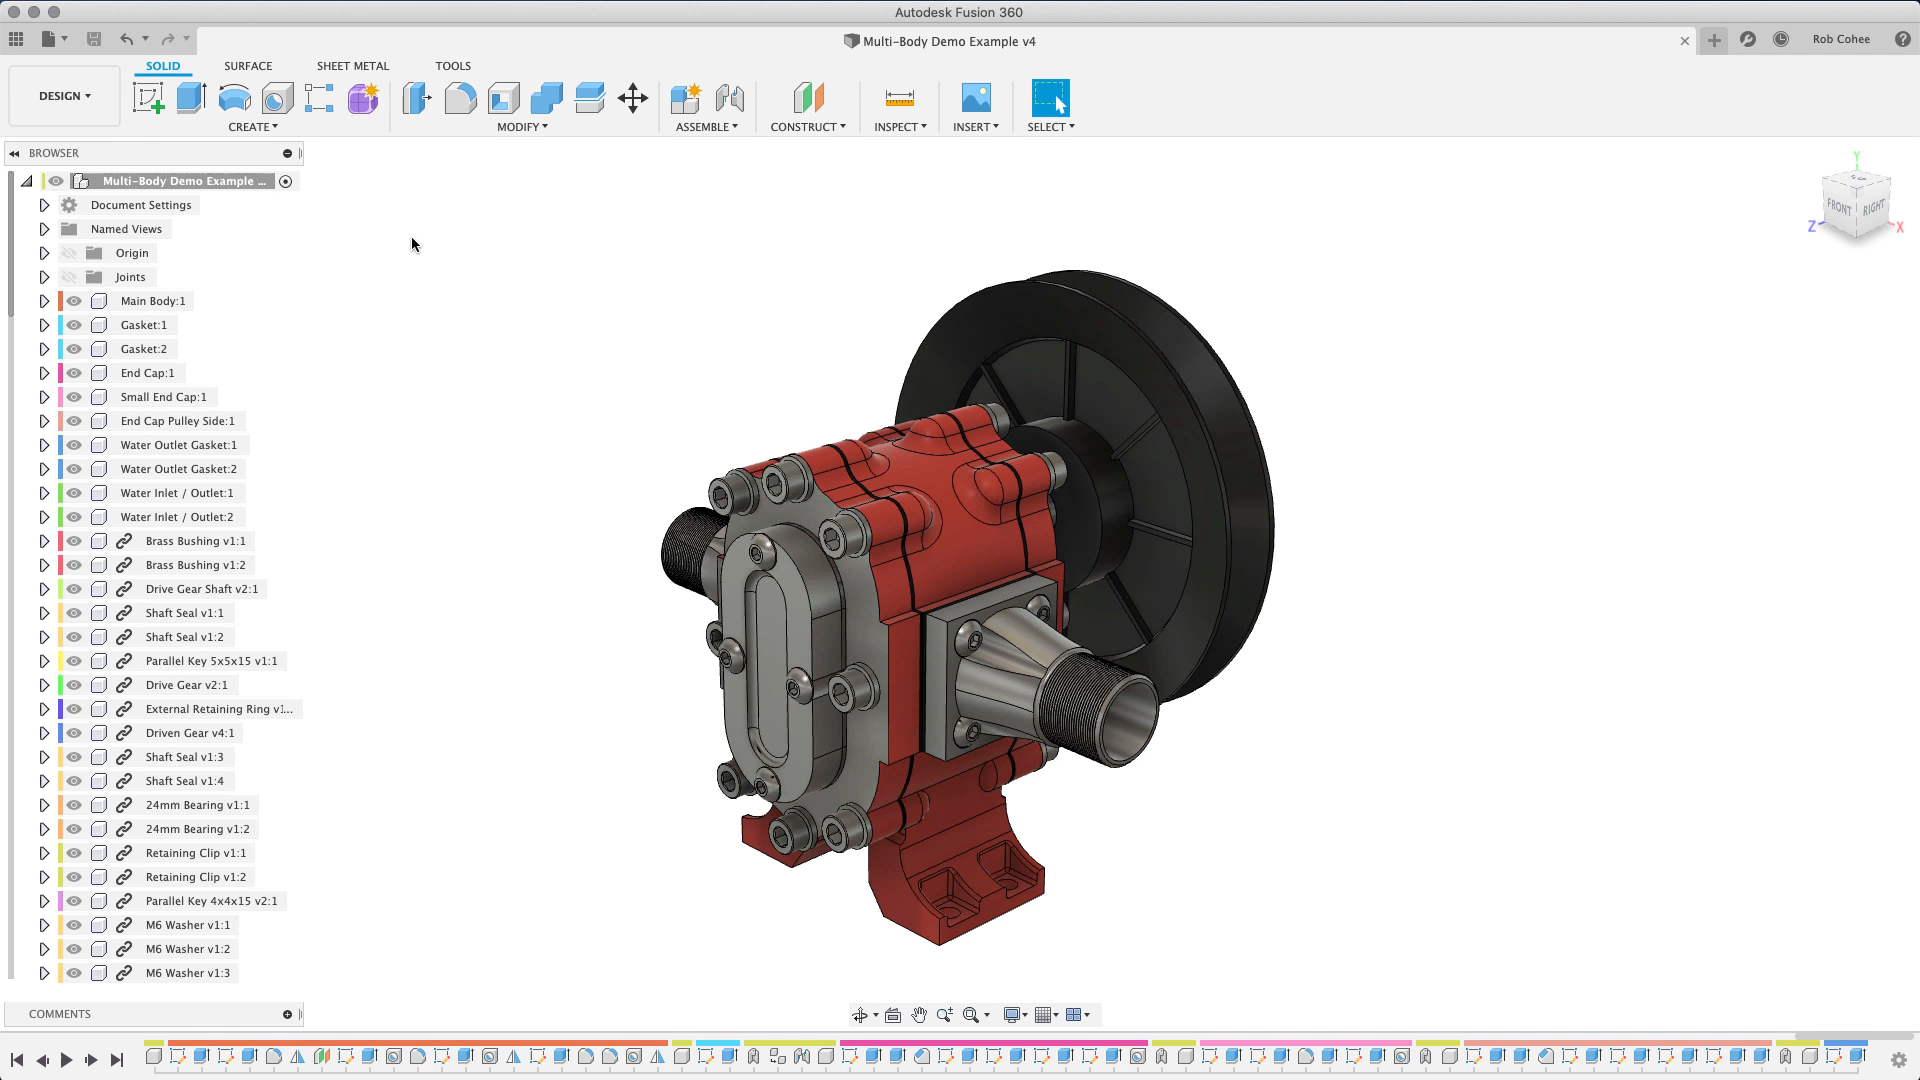 Autodesk Fusion 360
Multi-Body Demo Example v4
Rob Cohee
DESIGN
SOLID
SURFACE
SHEET METAL
TOOLS
CREATE
MODIFY
ASSEMBLE
CONSTRUCT
INSPECT
INSERT
SELECT
BROWSER
Multi-Body Demo Example ...
Document Settings
Named Views
Origin
Joints
Main Body:1
Gasket:1
Gasket:2
End Cap:1
Small End Cap:1
End Cap Pulley Side:1
Water Outlet Gasket:1
Water Outlet Gasket:2
Water Inlet / Outlet:1
Water Inlet / Outlet:2
Brass Bushing v1:1
Brass Bushing v1:2
Drive Gear Shaft v2:1
Shaft Seal v1:1
Shaft Seal v1:2
Parallel Key 5x5x15 v1:1
Drive Gear v2:1
External Retaining Ring v1...
Driven Gear v4:1
Shaft Seal v1:3
Shaft Seal v1:4
24mm Bearing v1:1
24mm Bearing v1:2
Retaining Clip v1:1
Retaining Clip v1:2
Parallel Key 4x4x15 v2:1
M6 Washer v1:1
M6 Washer v1:2
M6 Washer v1:3
COMMENTS
Y
TOP
FRONT
RIGHT
Z
X